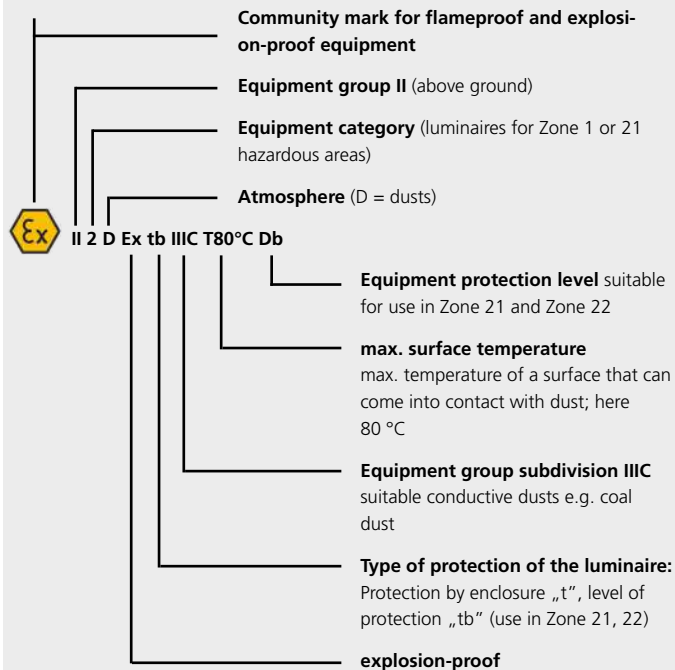 Community mark for flameproof and explosi-
on-proof equipment
Equipment group II (above ground)
Equipment category (luminaires for Zone 1 or 21
hazardous areas)
Atmosphere (D = dusts)
Ex II 2 D Ex tb IIIC T80°C Db
Equipment protection level suitable
for use in Zone 21 and Zone 22
max. surface temperature
max. temperature of a surface that can
come into contact with dust; here
80 °C
Equipment group subdivision IIIC
suitable conductive dusts e.g. coal
dust
Type of protection of the luminaire:
Protection by enclosure „t”, level of
protection „tb” (use in Zone 21, 22)
explosion-proof